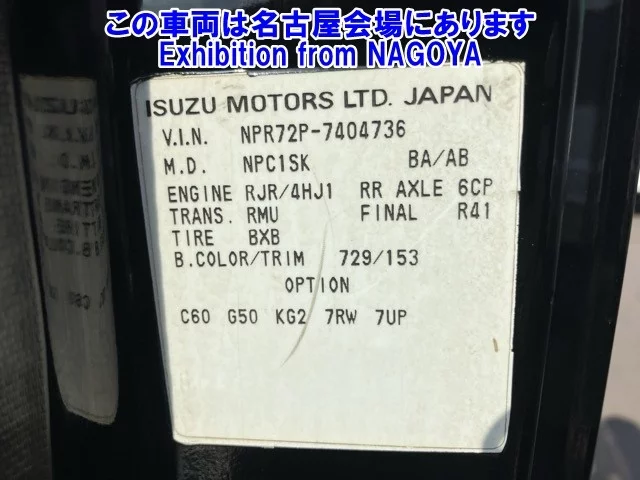 この車両は名古屋会場にあります
Exhibition from NAGOYA
ISUZU MOTORS LTD. JAPAN
V.I.N. NPR72P-7404736
M.D. NPC1SK BA/AB
ENGINE RJR/4HJ1 RR AXLE 6CP
TRANS. RMU FINAL R41
TIRE BXB
B.COLOR/TRIM 729/153
OPTION
C60 G50 KG2 7RW 7UP